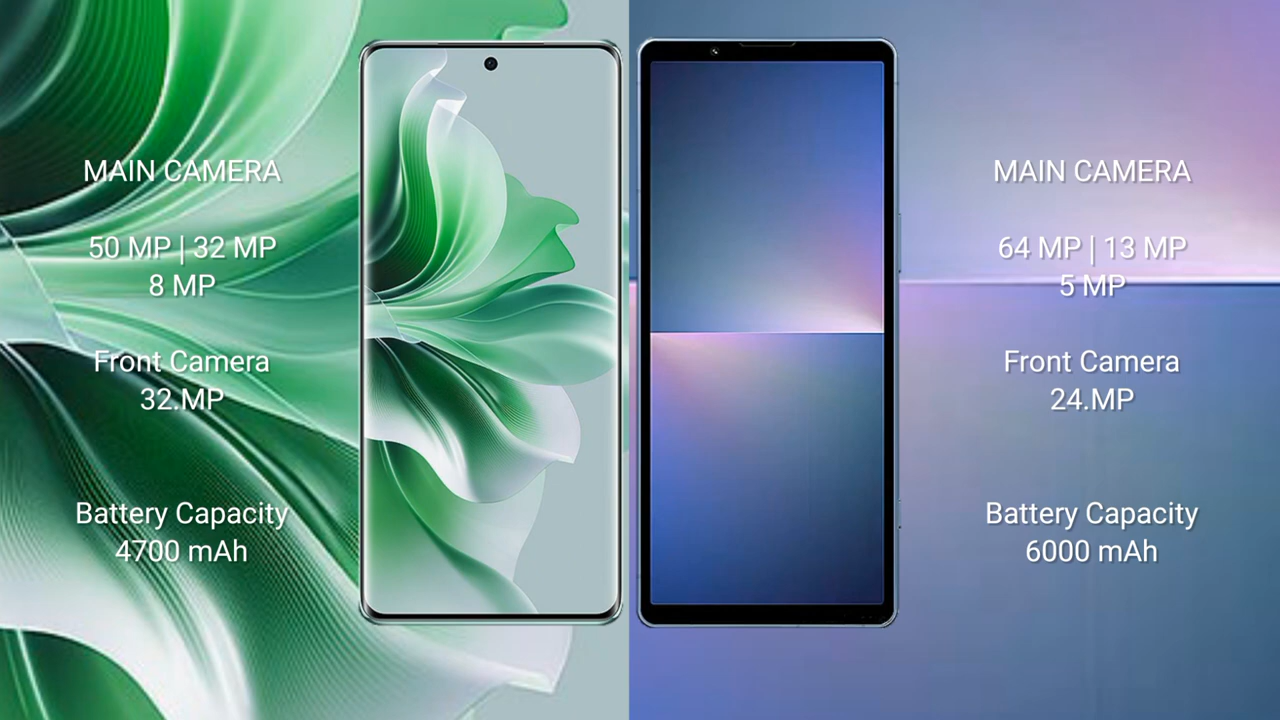 MAIN CAMERA
50 MP | 32 MP
8 MP
Front Camera
32.MP
Battery Capacity
4700 mAh
MAIN CAMERA
64 MP | 13 MP
5 MP
Front Camera
24.MP
Battery Capacity
6000 mAh